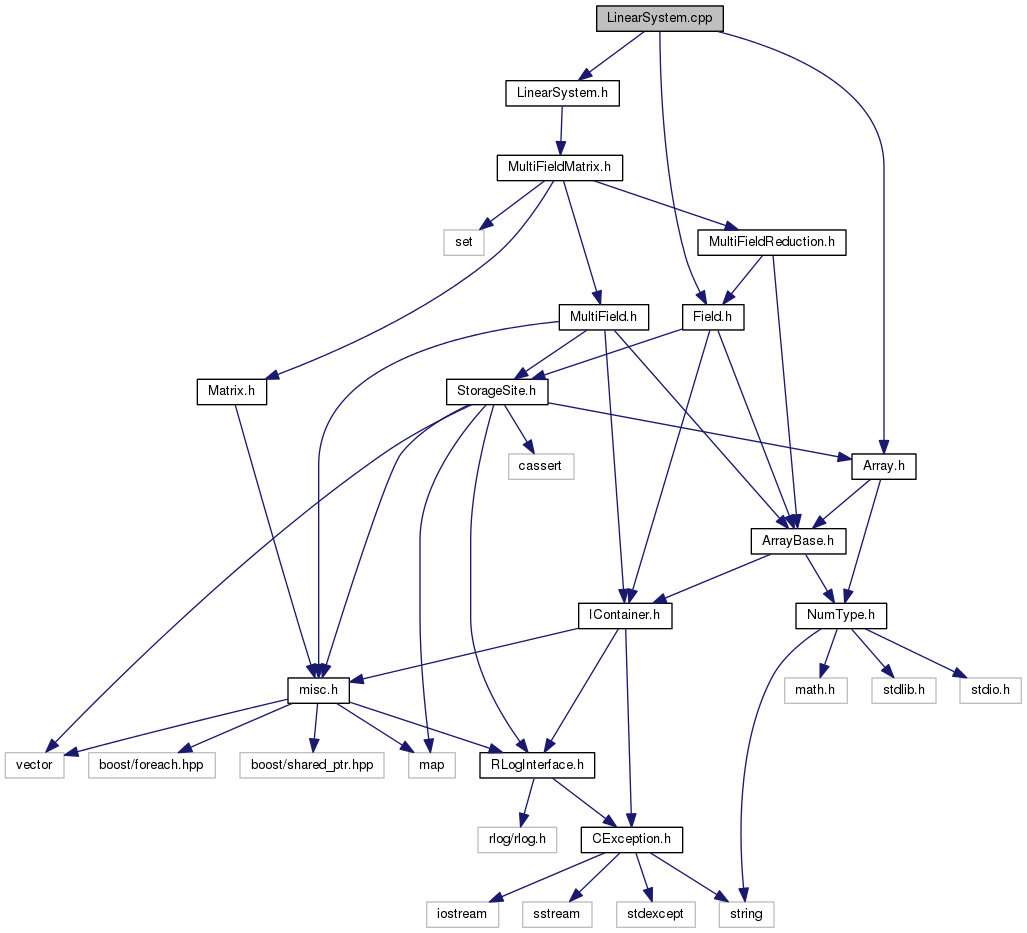 LinearSystem.cpp
LinearSystem.h
MultiFieldMatrix.h
set
MultiFieldReduction.h
MultiField.h
Field.h
Matrix.h
StorageSite.h
cassert
Array.h
ArrayBase.h
IContainer.h
NumType.h
misc.h
math.h
stdlib.h
stdio.h
vector
boost/foreach.hpp
boost/shared_ptr.hpp
map
RLogInterface.h
rlog/rlog.h
CException.h
iostream
sstream
stdexcept
string